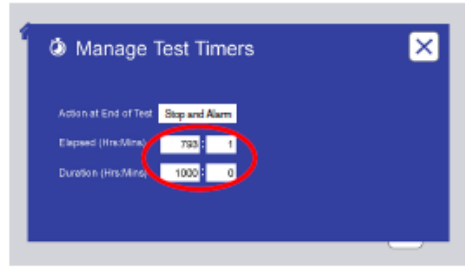 Manage Test Timers
Action at End of Test Stop and Alarm
Elapsed (Hrs:Mins) 793 : 1
Duration (Hrs:Mins) 1000 : 0